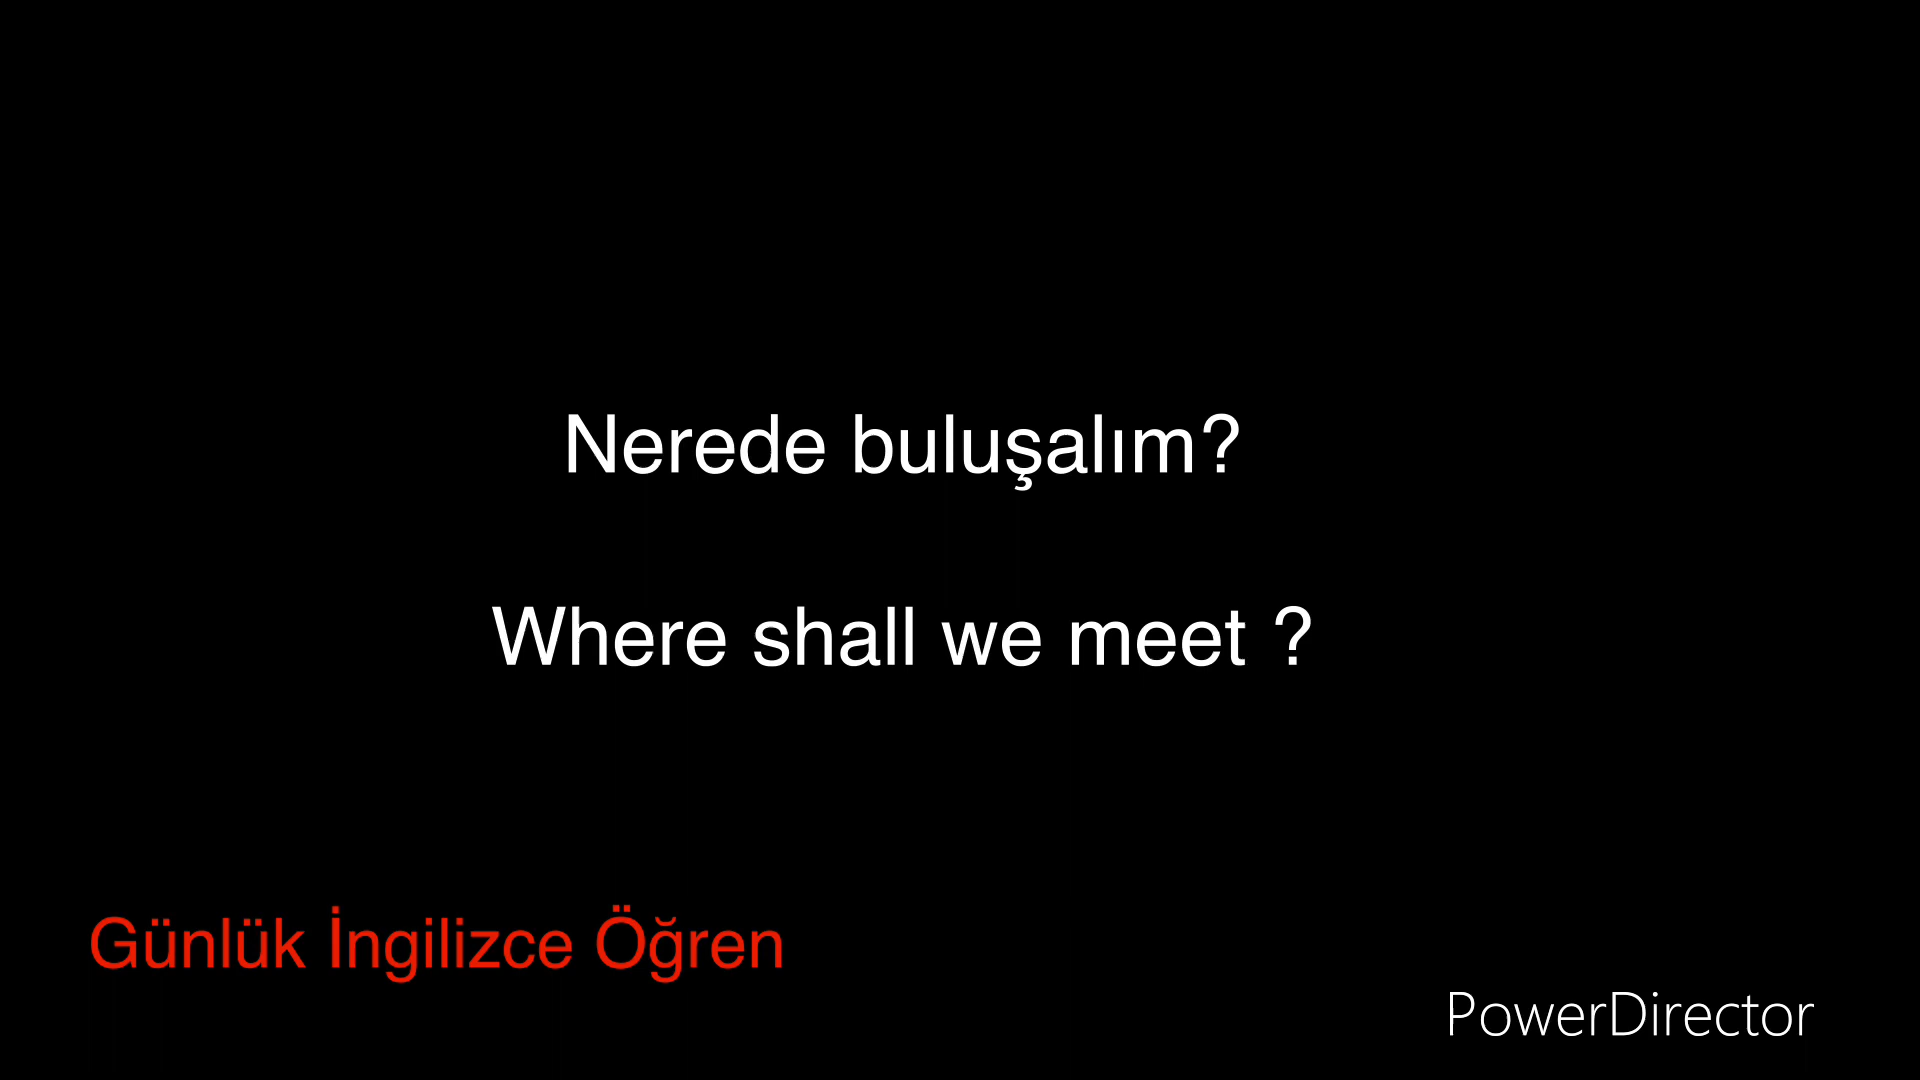 Nerede buluşalım?
Where shall we meet ?
Günlük İngilizce Öğren
PowerDirector